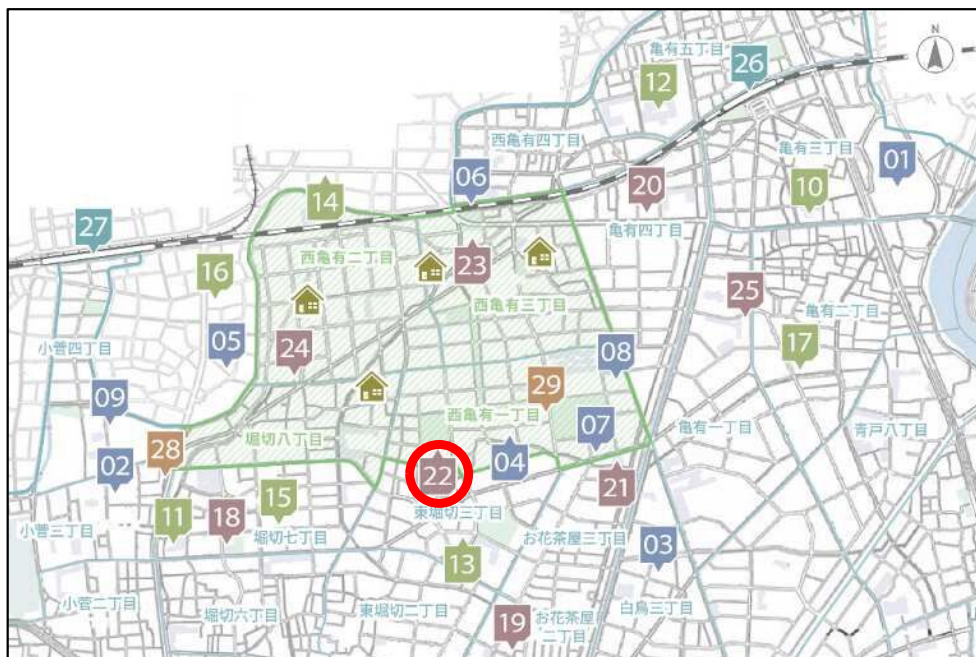 亀有五丁目
26
N
12
西亀有四丁目
亀有三丁目
01
06
20
10
14
27
亀有四丁目
西亀有二丁目
23
16
25
西亀有三丁目
亀有二丁目
小菅四丁目
05
24
08
17
09
29
西亀有一丁目
07
亀有一丁目
青戸八丁目
堀切八丁目
28
02
22
04
21
15
東堀切三丁目
11
18
小菅三丁目
堀切七丁目
お花茶屋三丁目
03
13
小菅二丁目
堀切六丁目
東堀切二丁目
19
お花茶屋
二丁目
白鳥三丁目